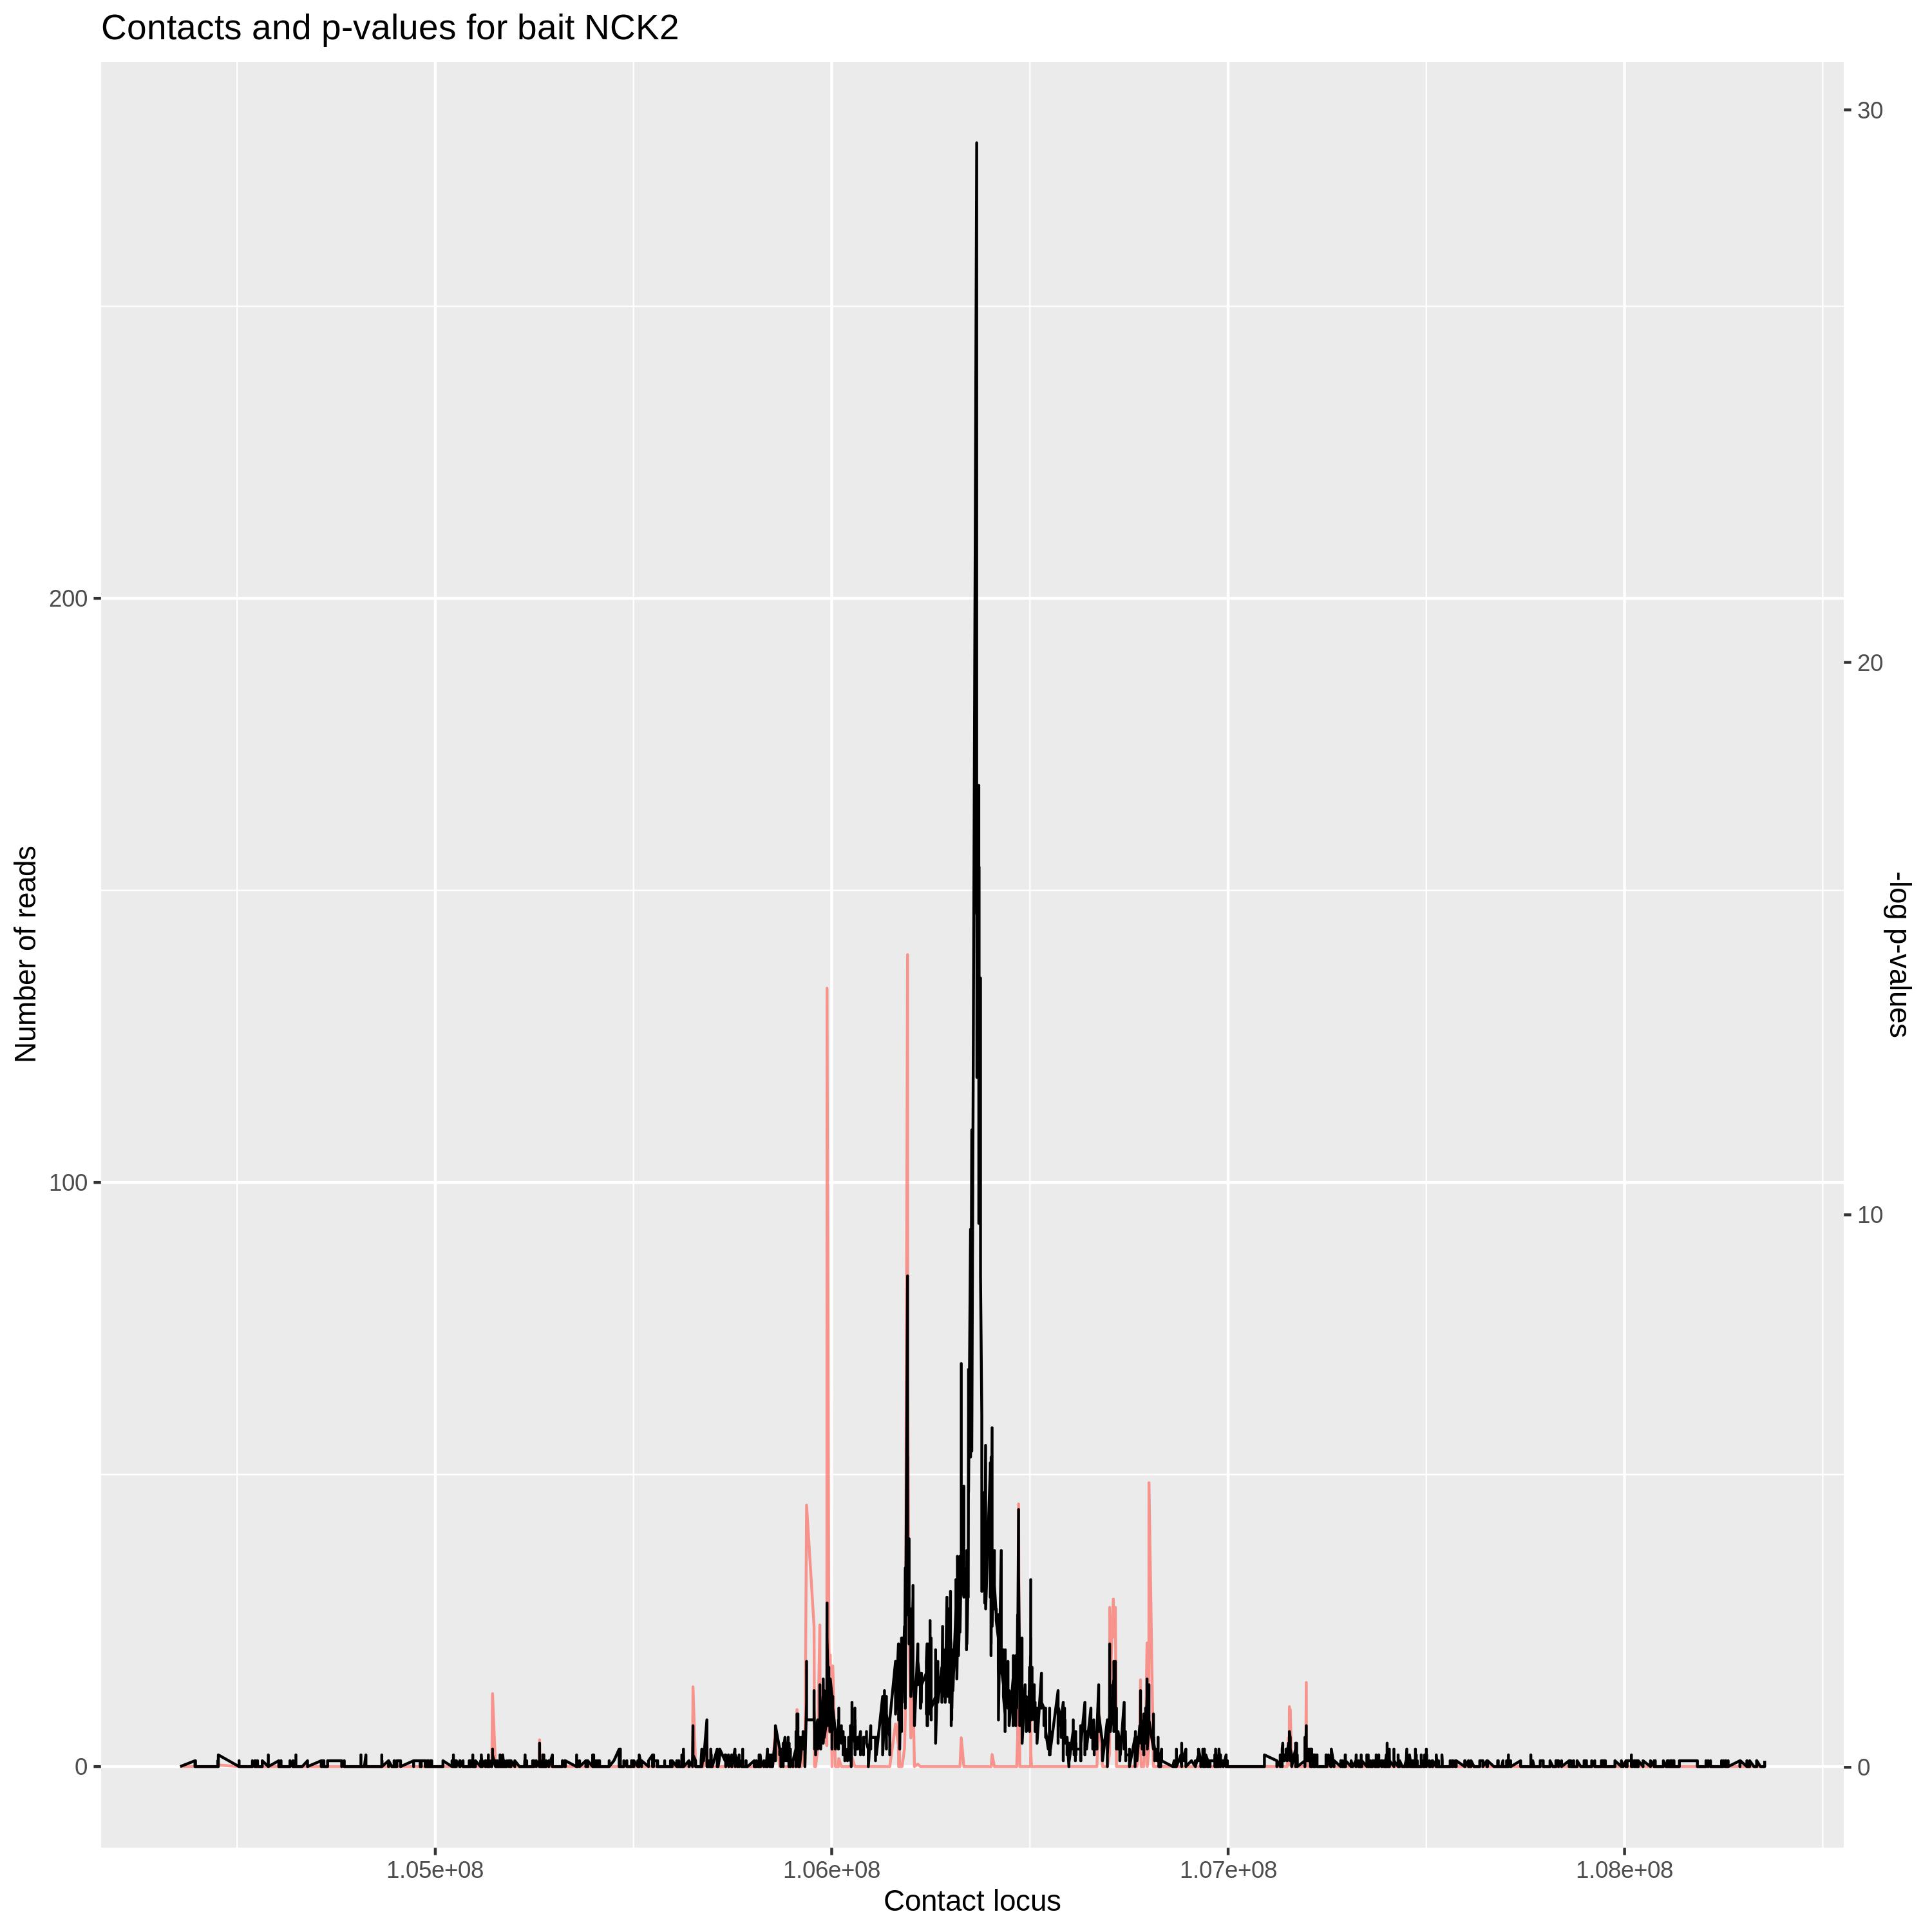 Contacts and p-values for bait NCK2
30
200
20
Number of reads
-log p-values
100
10
0
0
1.05e+08
1.06e+08
1.07e+08
1.08e+08
Contact locus